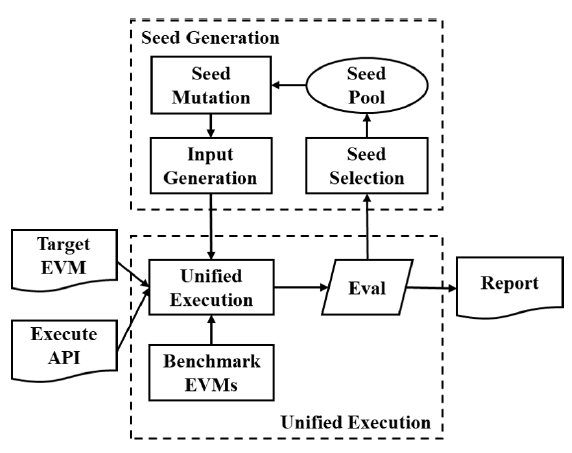 Seed Generation
Seed
Mutation
Seed
Pool
Input
Generation
Seed
Selection
Target
EVM
Unified
Execution
Eval
Report
Execute
API
Benchmark
EVMs
Unified Execution